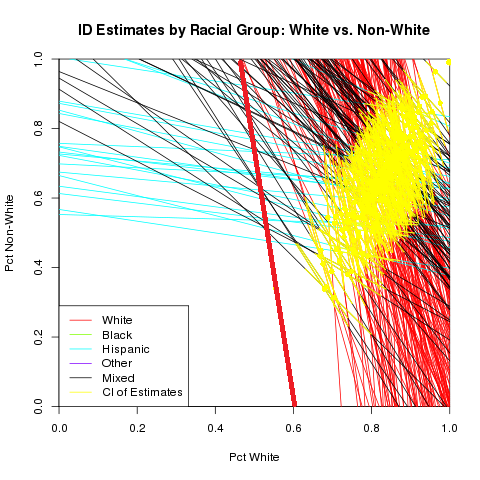 ID Estimates by Racial Group: White vs. Non-White
Pct Non-White
1.0
0.8
0.6
0.4
0.2
0.0
White
Black
Hispanic
Other
Mixed
CI of Estimates
0.0 0.2 0.4 0.6 0.8 1.0
Pct White